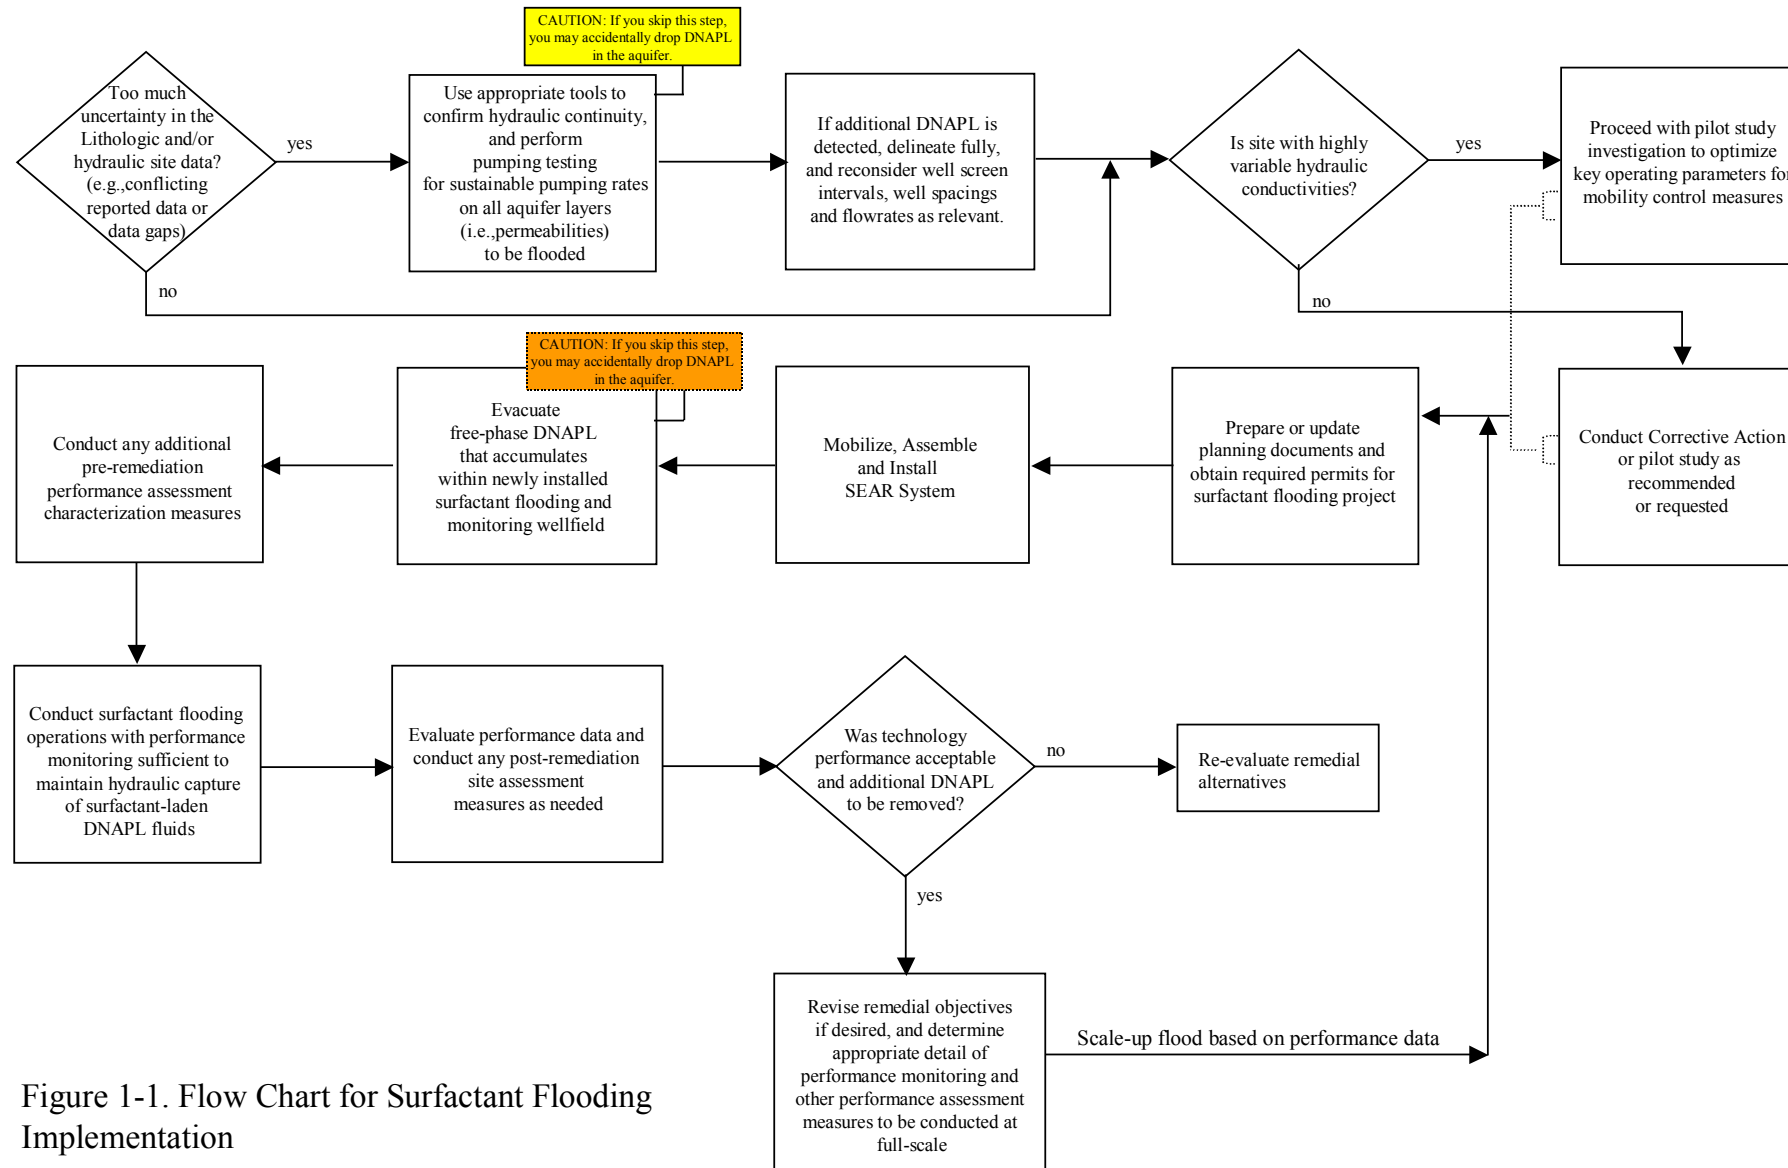 CAUTION: If you skip this step,
you may accidentally drop DNAPL
in the aquifer.
Too much
uncertainty in the
Lithologic and/or
hydraulic site data?
(e.g.,conflicting
reported data or
data gaps)
yes
no
Use appropriate tools to
confirm hydraulic continuity,
and perform
pumping testing
for sustainable pumping rates
on all aquifer layers
(i.e.,permeabilities)
to be flooded
If additional DNAPL is
detected, delineate fully,
and reconsider well screen
intervals, well spacings
and flowrates as relevant.
Is site with highly
variable hydraulic
conductivities?
yes
no
Proceed with pilot study
investigation to optimize
key operating parameters for
mobility control measures
Conduct Corrective Action
or pilot study as
recommended
or requested
Prepare or update
planning documents and
obtain required permits for
surfactant flooding project
Mobilize, Assemble
and Install
SEAR System
CAUTION: If you skip this step,
you may accidentally drop DNAPL
in the aquifer.
Evacuate
free-phase DNAPL
that accumulates
within newly installed
surfactant flooding and
monitoring wellfield
Conduct any additional
pre-remediation
performance assessment
characterization measures
Conduct surfactant flooding
operations with performance
monitoring sufficient to
maintain hydraulic capture
of surfactant-laden
DNAPL fluids
Evaluate performance data and
conduct any post-remediation
site assessment
measures as needed
Was technology
performance acceptable
and additional DNAPL
to be removed?
no
Re-evaluate remedial
alternatives
yes
Revise remedial objectives
if desired, and determine
appropriate detail of
performance monitoring and
other performance assessment
measures to be conducted at
full-scale
Scale-up flood based on performance data
Figure 1-1. Flow Chart for Surfactant Flooding
Implementation